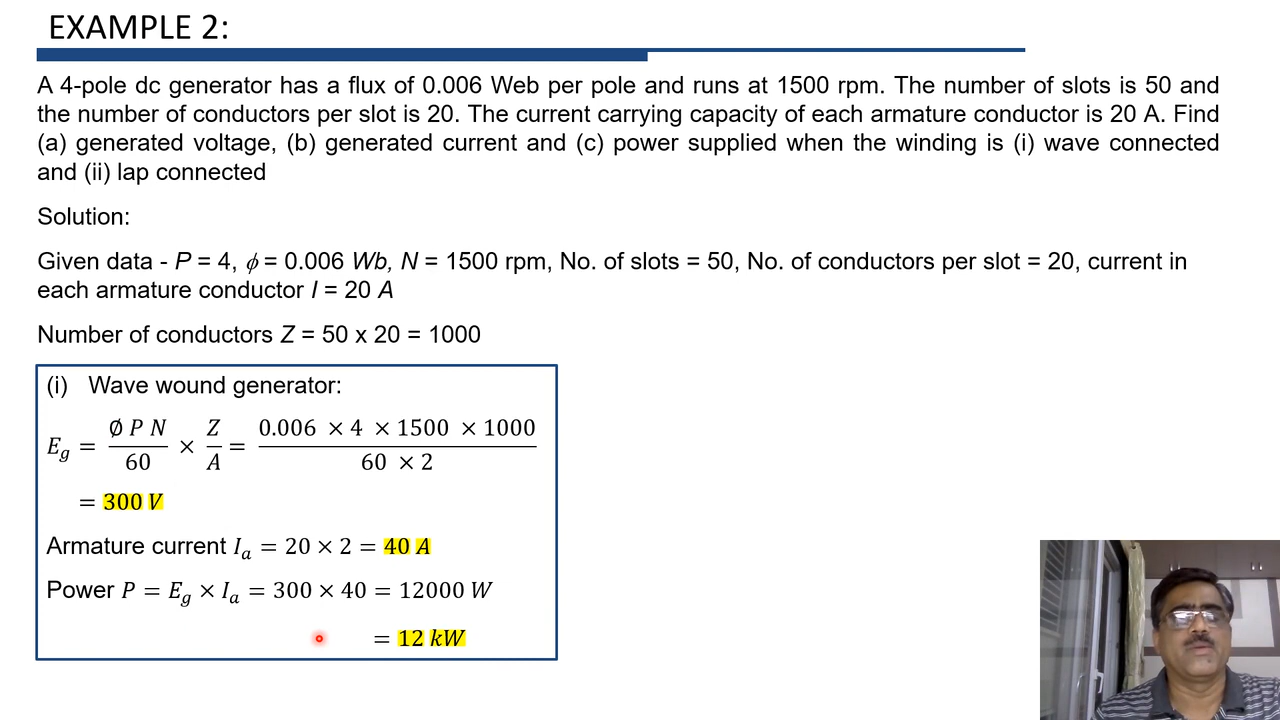 EXAMPLE 2:
A 4-pole dc generator has a flux of 0.006 Web per pole and runs at 1500 rpm. The number of slots is 50 and
the number of conductors per slot is 20. The current carrying capacity of each armature conductor is 20 A. Find
(a) generated voltage, (b) generated current and (c) power supplied when the winding is (i) wave connected
and (ii) lap connected
Solution:
Given data - P = 4, ϕ = 0.006 Wb, N = 1500 rpm, No. of slots = 50, No. of conductors per slot = 20, current in
each armature conductor I = 20 A
Number of conductors Z = 50 x 20 = 1000
(i) Wave wound generator:
E_g = (Ø P N)/60 × Z/A = (0.006 × 4 × 1500 × 1000)/(60 × 2)
= 300 V
Armature current I_a = 20 × 2 = 40 A
Power P = E_g × I_a = 300 × 40 = 12000 W
= 12 kW